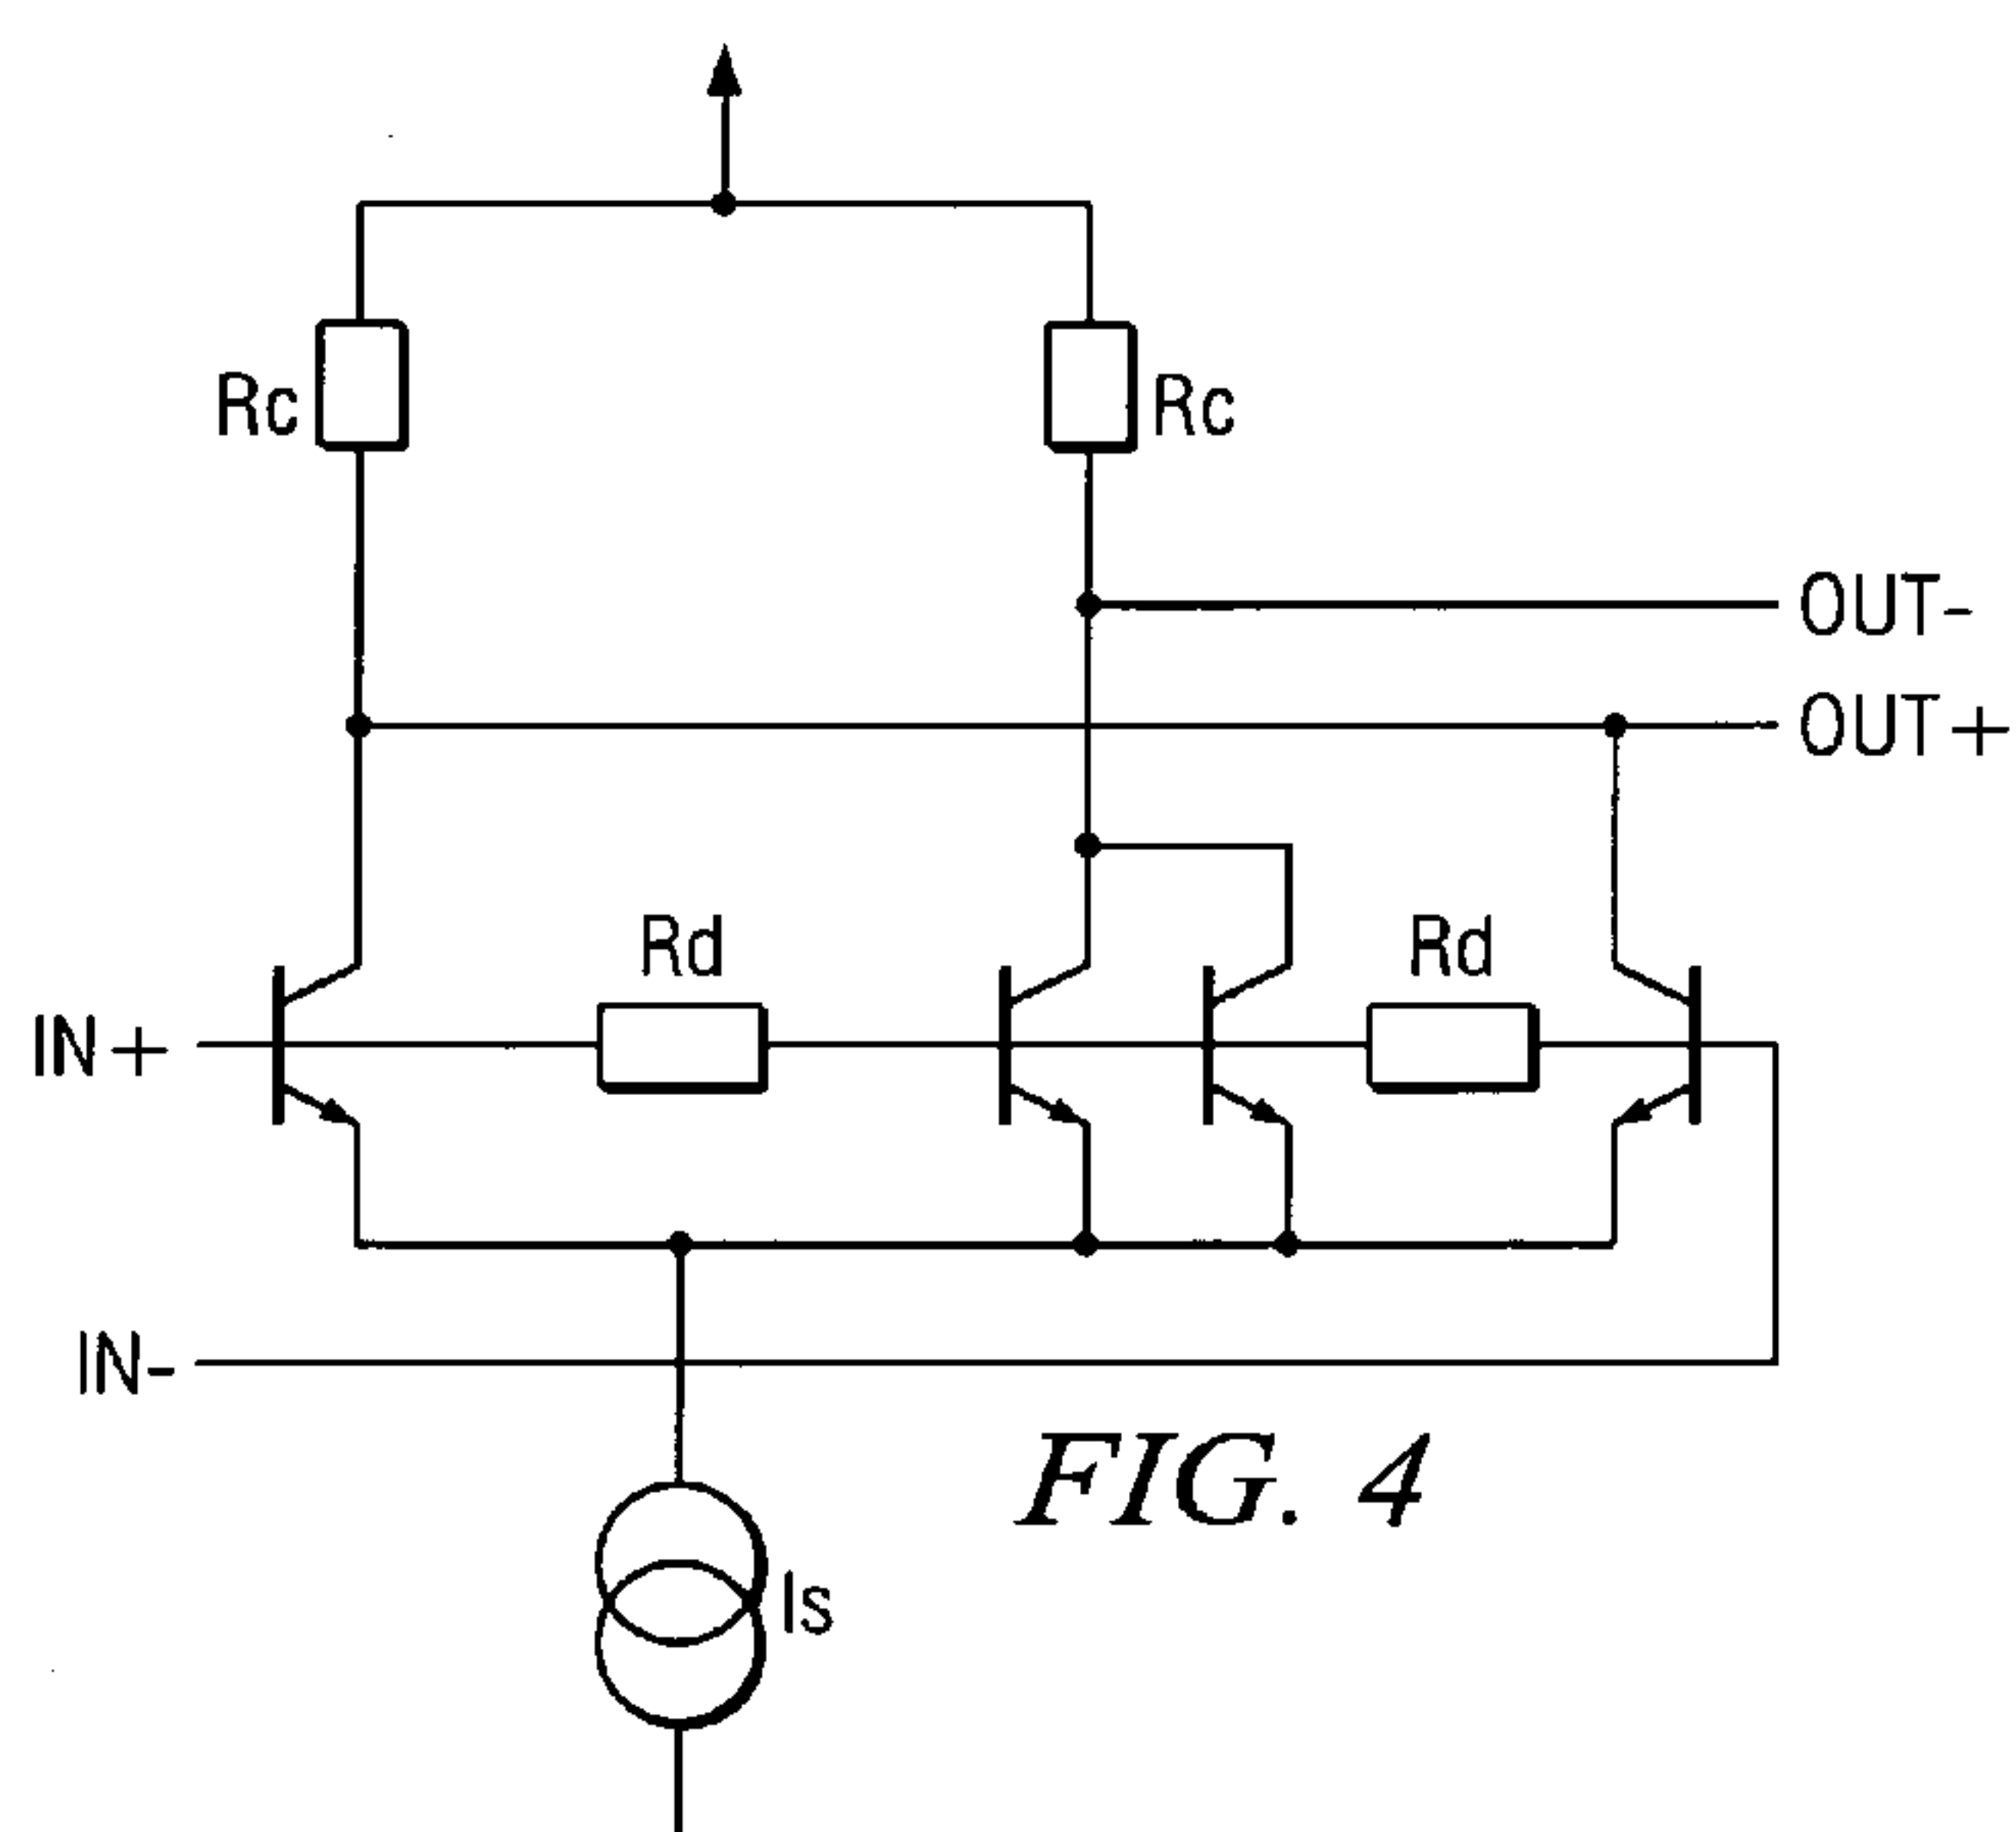 Rc
Rc
OUT-
OUT+
Rd
Rd
IN+
IN-
FIG. 4
Is